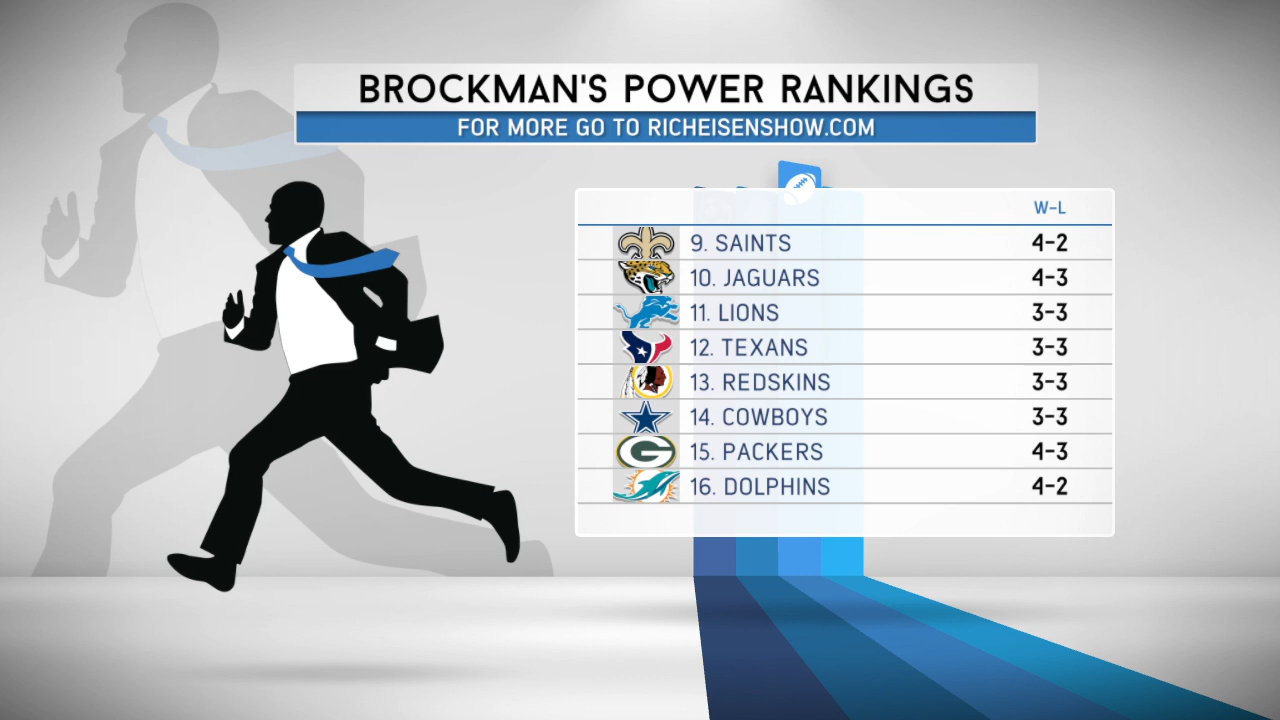 BROCKMAN'S POWER RANKINGS
FOR MORE GO TO RICHEISENSHOW.COM
W-L
9. SAINTS 4-2
10. JAGUARS 4-3
11. LIONS 3-3
12. TEXANS 3-3
13. REDSKINS 3-3
14. COWBOYS 3-3
15. PACKERS 4-3
16. DOLPHINS 4-2